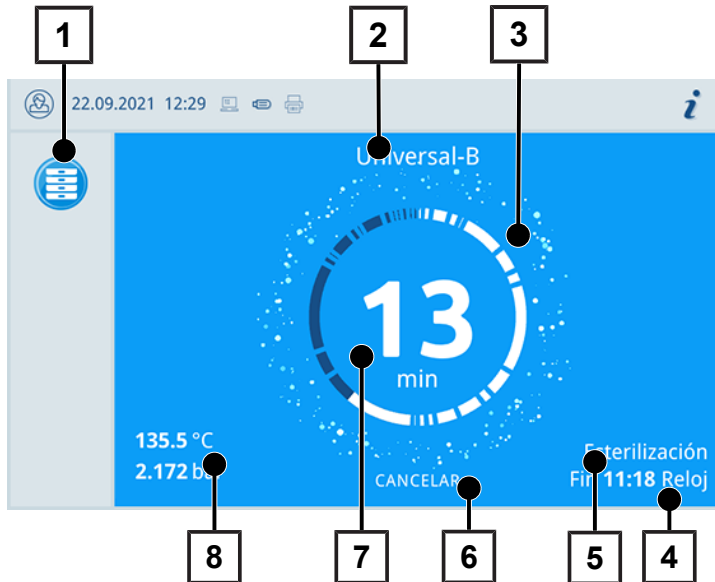 1
2
3
22.09.2021 12:29
i
Universal-B
13
min
135.5 °C
2.172 ba
Esterilización
CANCELAR
Fin 11:18 Reloj
8
7
6
5
4